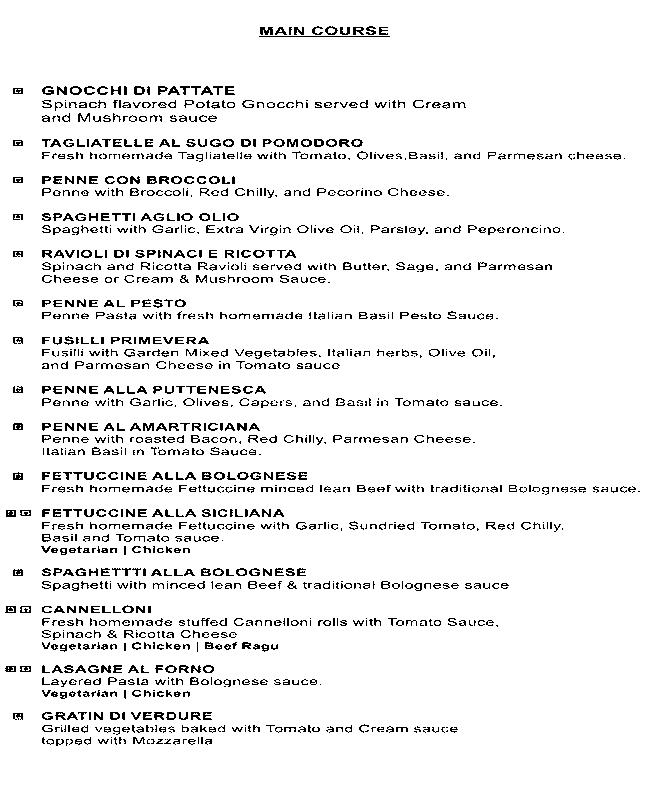 MAIN COURSE
GNOCCHI DI PATTATE
Spinach flavored Potato Gnocchi served with Cream
and Mushroom sauce
TAGLIATELLE AL SUGO DI POMODORO
Fresh homemade Tagliatelle with Tomato, Olives,Basil, and Parmesan cheese.
PENNE CON BROCCOLI
Penne with Broccoli, Red Chilly, and Pecorino Cheese.
SPAGHETTI AGLIO OLIO
Spaghetti with Garlic, Extra Virgin Olive Oil, Parsley, and Peperoncino.
RAVIOLI DI SPINACI E RICOTTA
Spinach and Ricotta Ravioli served with Butter, Sage, and Parmesan
Cheese or Cream & Mushroom Sauce.
PENNE AL PESTO
Penne Pasta with fresh homemade Italian Basil Pesto Sauce.
FUSILLI PRIMEVERA
Fusilli with Garden Mixed Vegetables, Italian herbs, Olive Oil,
and Parmesan Cheese in Tomato sauce
PENNE ALLA PUTTENESCA
Penne with Garlic, Olives, Capers, and Basil in Tomato sauce.
PENNE AL AMARTRICIANA
Penne with roasted Bacon, Red Chilly, Parmesan Cheese.
Italian Basil in Tomato Sauce.
FETTUCCINE ALLA BOLOGNESE
Fresh homemade Fettuccine minced lean Beef with traditional Bolognese sauce.
FETTUCCINE ALLA SICILIANA
Fresh homemade Fettuccine with Garlic, Sundried Tomato, Red Chilly,
Basil and Tomato sauce.
Vegetarian | Chicken
SPAGHETTTI ALLA BOLOGNESE
Spaghetti with minced lean Beef & traditional Bolognese sauce
CANNELLONI
Fresh homemade stuffed Cannelloni rolls with Tomato Sauce,
Spinach & Ricotta Cheese
Vegetarian | Chicken | Beef Ragu
LASAGNE AL FORNO
Layered Pasta with Bolognese sauce.
Vegetarian | Chicken
GRATIN DI VERDURE
Grilled vegetables baked with Tomato and Cream sauce
topped with Mozzarella